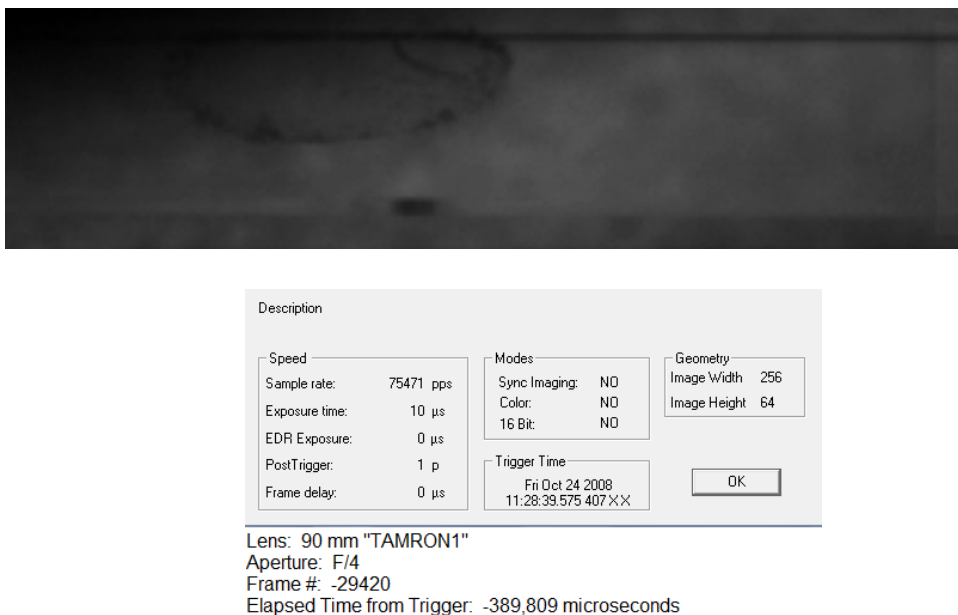 Description
Speed
Sample rate: 75471 pps
Exposure time: 10 µs
EDR Exposure: 0 µs
PostTrigger: 1 p
Frame delay: 0 µs
Modes
Sync Imaging: NO
Color: NO
16 Bit: NO
Trigger Time
Fri Oct 24 2008
11:28:39.575 407 X X
Geometry
Image Width 256
Image Height 64
OK
Lens: 90 mm "TAMRON1"
Aperture: F/4
Frame #: -29420
Elapsed Time from Trigger: -389,809 microseconds